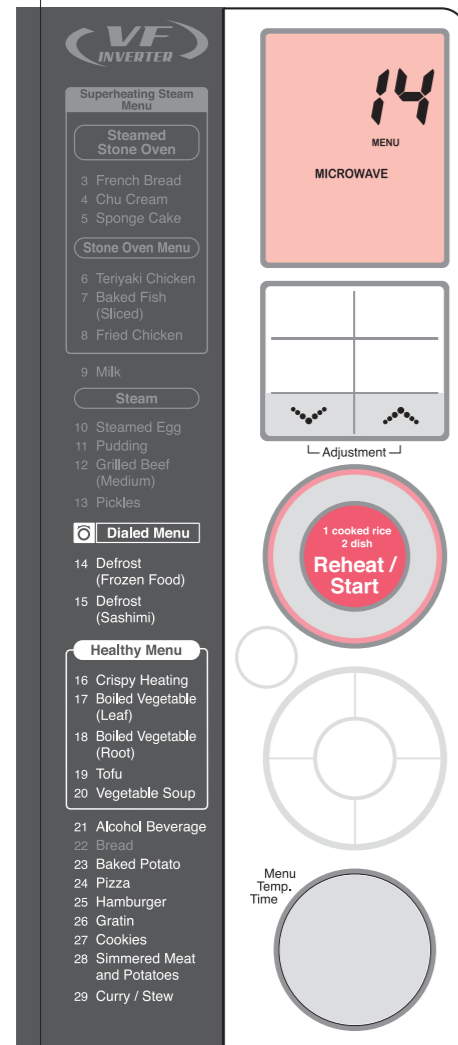 VF
INVERTER
Superheating Steam
Menu
Steamed
Stone Oven
3 French Bread
4 Chu Cream
5 Sponge Cake
Stone Oven Menu
6 Teriyaki Chicken
7 Baked Fish
(Sliced)
8 Fried Chicken
9 Milk
Steam
10 Steamed Egg
11 Pudding
12 Grilled Beef
(Medium)
13 Pickles
Dialed Menu
14 Defrost
(Frozen Food)
15 Defrost
(Sashimi)
Healthy Menu
16 Crispy Heating
17 Boiled Vegetable
(Leaf)
18 Boiled Vegetable
(Root)
19 Tofu
20 Vegetable Soup
21 Alcohol Beverage
22 Bread
23 Baked Potato
24 Pizza
25 Hamburger
26 Gratin
27 Cookies
28 Simmered Meat
and Potatoes
29 Curry / Stew
14
MENU
MICROWAVE
Adjustment
1 cooked rice
2 dish
Reheat /
Start
Menu
Temp.
Time